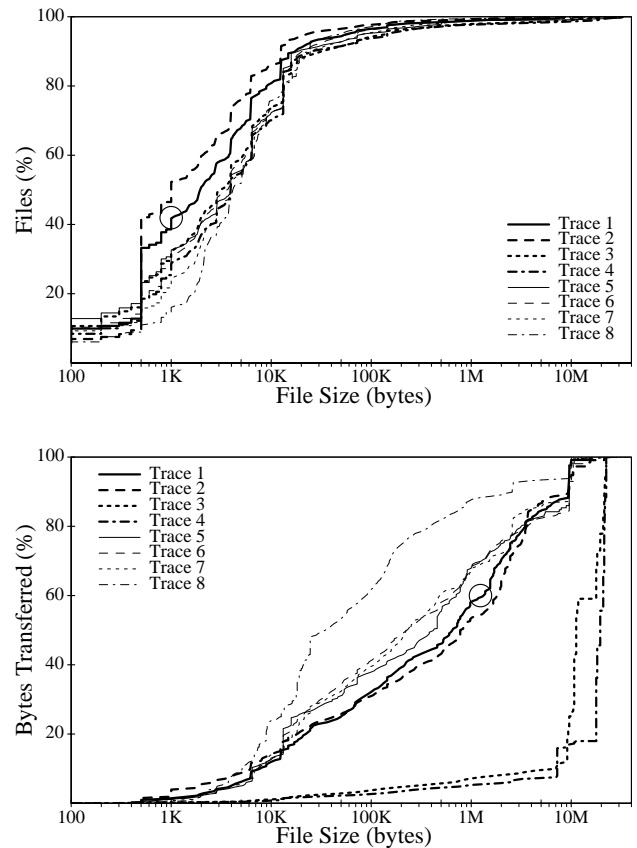 100
80
60
40
20
Files (%)
Trace 1
Trace 2
Trace 3
Trace 4
Trace 5
Trace 6
Trace 7
Trace 8
100 1K 10K 100K 1M 10M
File Size (bytes)
100
80
60
40
20
Bytes Transferred (%)
Trace 1
Trace 2
Trace 3
Trace 4
Trace 5
Trace 6
Trace 7
Trace 8
100 1K 10K 100K 1M 10M
File Size (bytes)